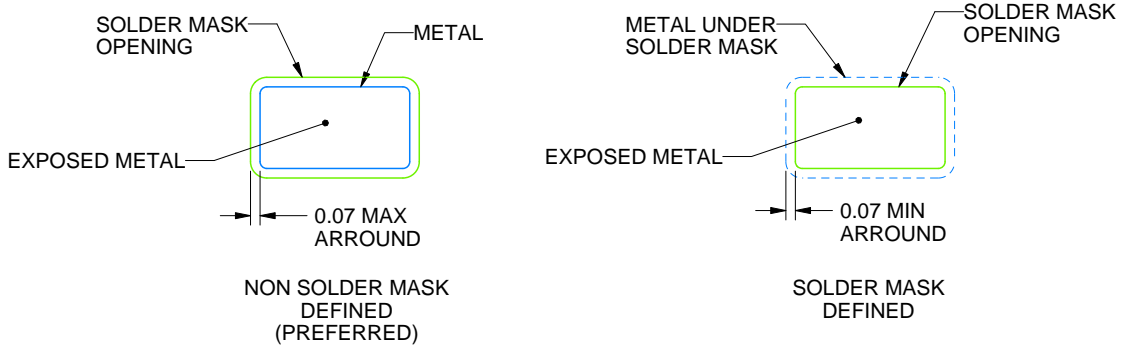 SOLDER MASK
OPENING
METAL
EXPOSED METAL
0.07 MAX
ARROUND
NON SOLDER MASK
DEFINED
(PREFERRED)
METAL UNDER
SOLDER MASK
SOLDER MASK
OPENING
EXPOSED METAL
0.07 MIN
ARROUND
SOLDER MASK
DEFINED